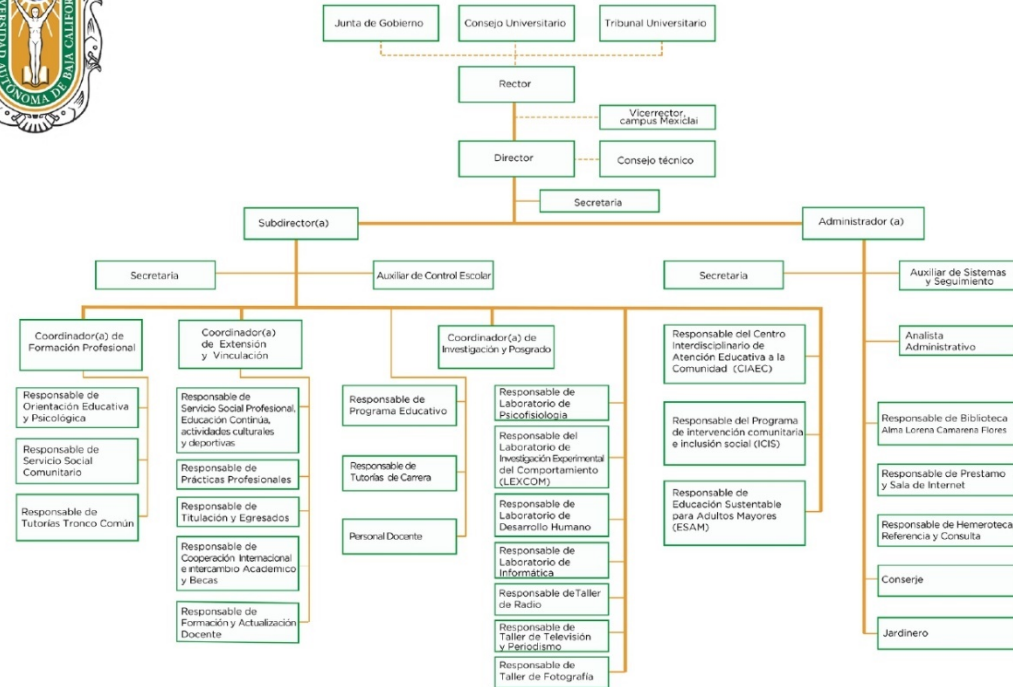 UNIVERSIDAD AUTÓNOMA DE BAJA CALIFOR
Junta de Gobierno
Consejo Universitario
Tribunal Universitario
Rector
Vicerrector,
campus Mexiclai
Director
Consejo técnico
Secretaria
Subdirector(a)
Administrador (a)
Secretaria
Auxiliar de Control Escolar
Secretaria
Auxiliar de Sistemas
y Seguimiento
Coordinador(a) de
Formación Profesional
Coordinador(a)
de Extensión
y Vinculación
Coordinador(a) de
Investigación y Posgrado
Responsable del Centro
Interdisciplinario de
Atención Educativa a la
Comunidad (CIAEC)
Analista
Administrativo
Responsable de
Orientación Educativa
y Psicológica
Responsable de
Servicio Social
Comunitario
Responsable de
Tutorías Tronco Común
Responsable de
Servicio Social Profesional,
Educación Continúa,
actividades culturales
y deportivas
Responsable de
Prácticas Profesionales
Responsable de
Titulación y Egresados
Responsable de
Cooperación Internacional
e intercambio Académico
y Becas
Responsable de
Formación y Actualización
Docente
Responsable de
Programa Educativo
Responsable de
Tutorías de Carrera
Personal Docente
Responsable de
Laboratorio de
Psicofisiologia
Responsable del
Laboratorio de
Investigación Experimental
del Comportamiento
(LEXCOM)
Responsable de
Laboratorio de
Desarrollo Humano
Responsable de
Laboratorio de
Informática
Responsable deTaller
de Radio
Responsable de
Taller de Televisión
y Periodismo
Responsable de
Taller de Fotografía
Responsable del Programa
de intervención comunitaria
e inclusión social (ICIS)
Responsable de
Educación Sustentable
para Adultos Mayores
(ESAM)
Responsable de Biblioteca
Alma Lorena Camarena Flores
Responsable de Prestamo
y Sala de Internet
Responsable de Hemeroteca
Referencia y Consulta
Conserje
Jardinero